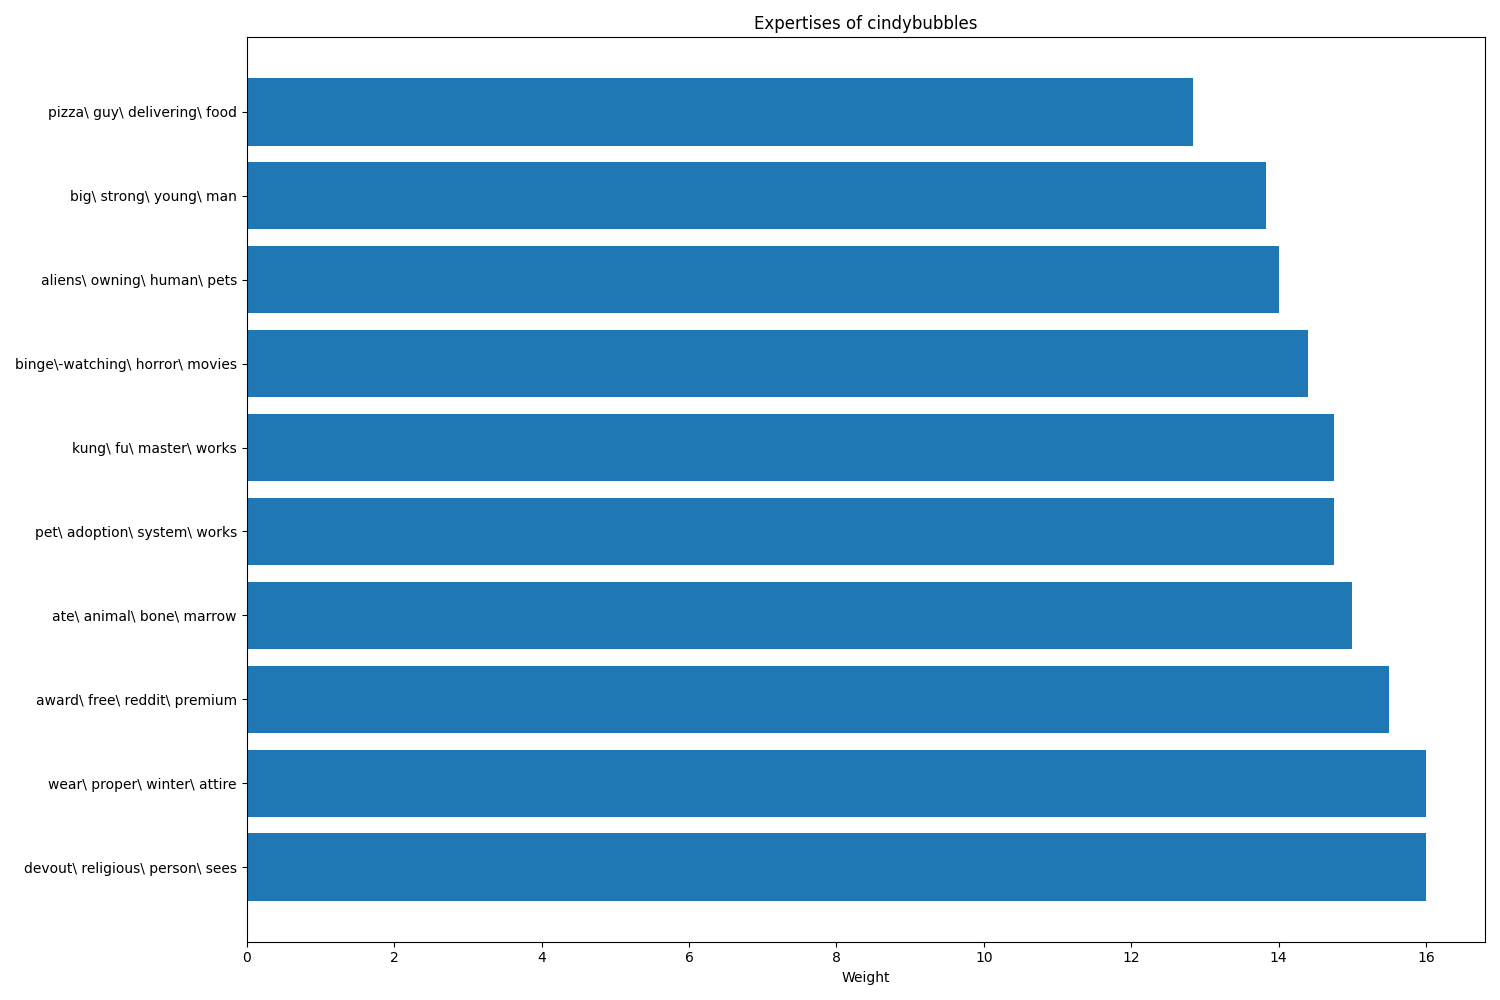 Expertises of cindybubbles
pizza\ guy\ delivering\ food
big\ strong\ young\ man
aliens\ owning\ human\ pets
binge\-watching\ horror\ movies
kung\ fu\ master\ works
pet\ adoption\ system\ works
ate\ animal\ bone\ marrow
award\ free\ reddit\ premium
wear\ proper\ winter\ attire
devout\ religious\ person\ sees
0 2 4 6 8 10 12 14 16
Weight